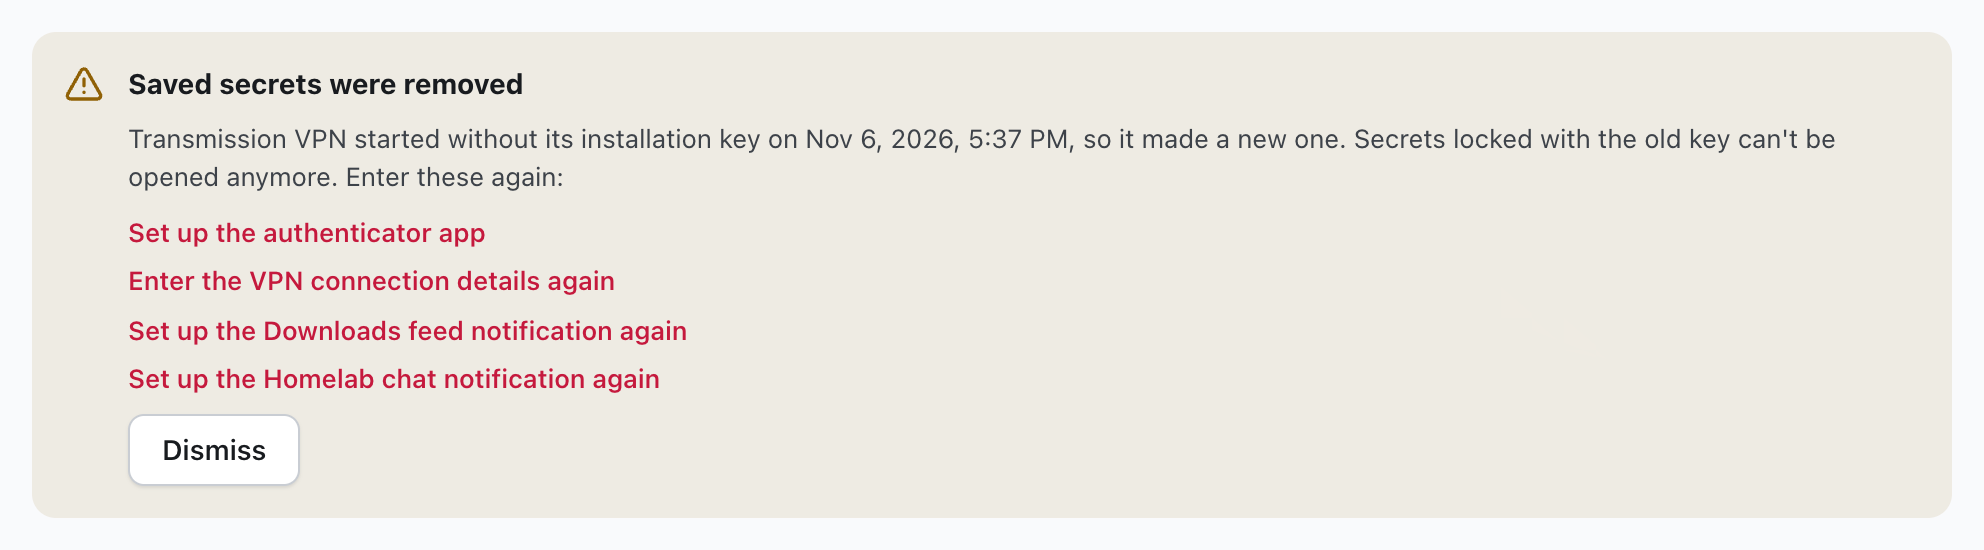 Saved secrets were removed
Transmission VPN started without its installation key on Nov 6, 2026, 5:37 PM, so it made a new one. Secrets locked with the old key can't be
opened anymore. Enter these again:
Set up the authenticator app
Enter the VPN connection details again
Set up the Downloads feed notification again
Set up the Homelab chat notification again
Dismiss